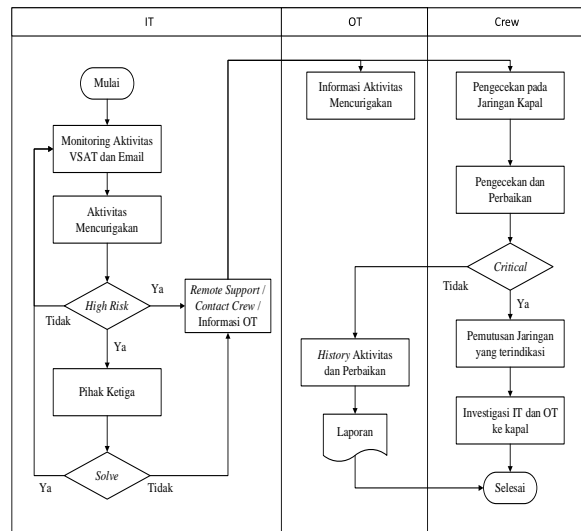 IT
OT
Crew
Mulai
Monitoring Aktivitas
VSAT dan Email
Aktivitas
Mencurigakan
High Risk
Ya
Tidak
Ya
Remote Support /
Contact Crew /
Informasi OT
Pihak Ketiga
Solve
Ya
Tidak
Informasi Aktivitas
Mencurigakan
History Aktivitas
dan Perbaikan
Laporan
Pengecekan pada
Jaringan Kapal
Pengecekan dan
Perbaikan
Critical
Tidak
Ya
Pemutusan Jaringan
yang terindikasi
Investigasi IT dan OT
ke kapal
Selesai